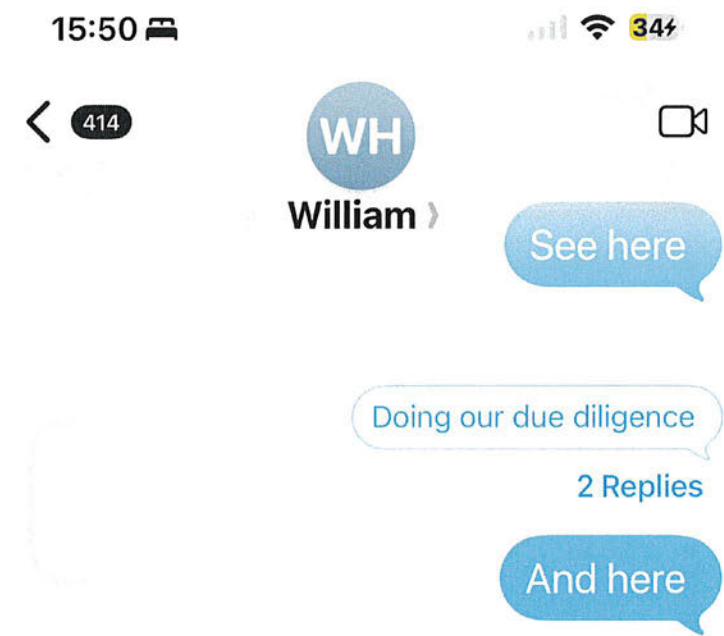 15:50
34
414
WH
William
See here
Doing our due diligence
2 Replies
And here